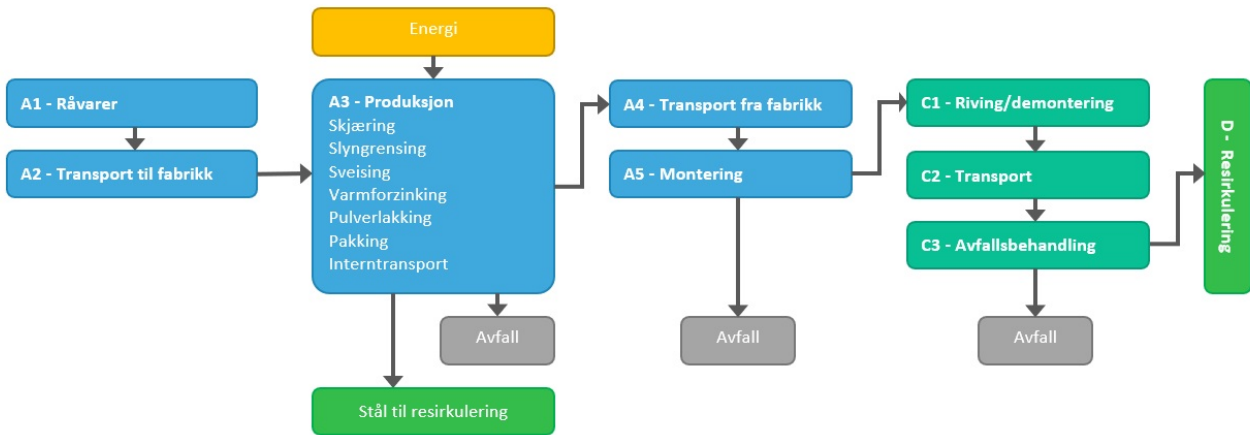 Energi
A1 - Råvarer
A2 - Transport til fabrikk
A3 - Produksjon
Skjæring
Slyngrensing
Sveising
Varmforzinking
Pulverlakking
Pakking
Interntransport
Avfall
Stål til resirkulering
A4 - Transport fra fabrikk
A5 - Montering
Avfall
C1 - Riving/demontering
C2 - Transport
C3 - Avfallsbehandling
Avfall
D - Resirkulering